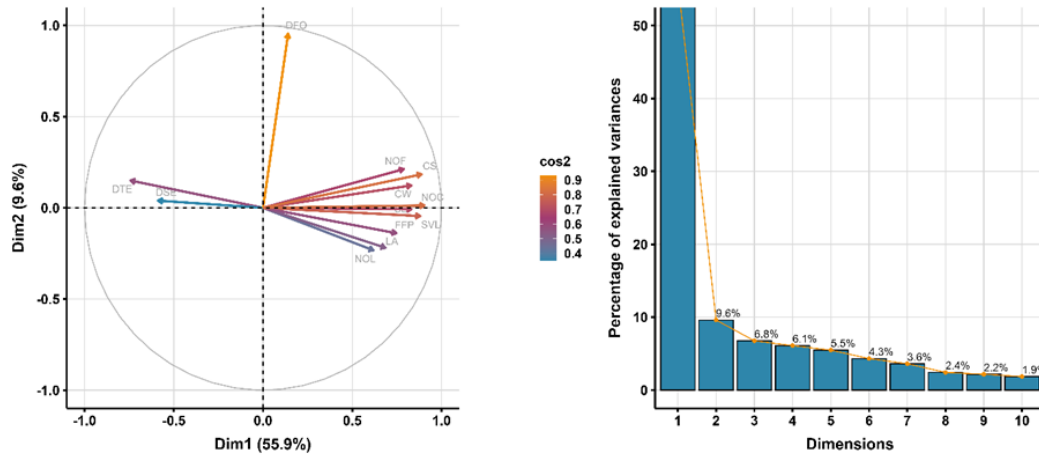 1.0
0.5
0.0
-0.5
-1.0
Dim2 (9.6%)
DFO
NOF
CS
CW
NOC
DTE
DSE
FFP
SVL
LA
NOL
-1.0 -0.5 0.0 0.5 1.0
Dim1 (55.9%)
cos2
0.9
0.8
0.7
0.6
0.5
0.4
Percentage of explained variances
50
40
30
20
10
0
9.6%
6.8%
6.1%
5.5%
4.3%
3.6%
2.4%
2.2%
1.9%
1 2 3 4 5 6 7 8 9 10
Dimensions